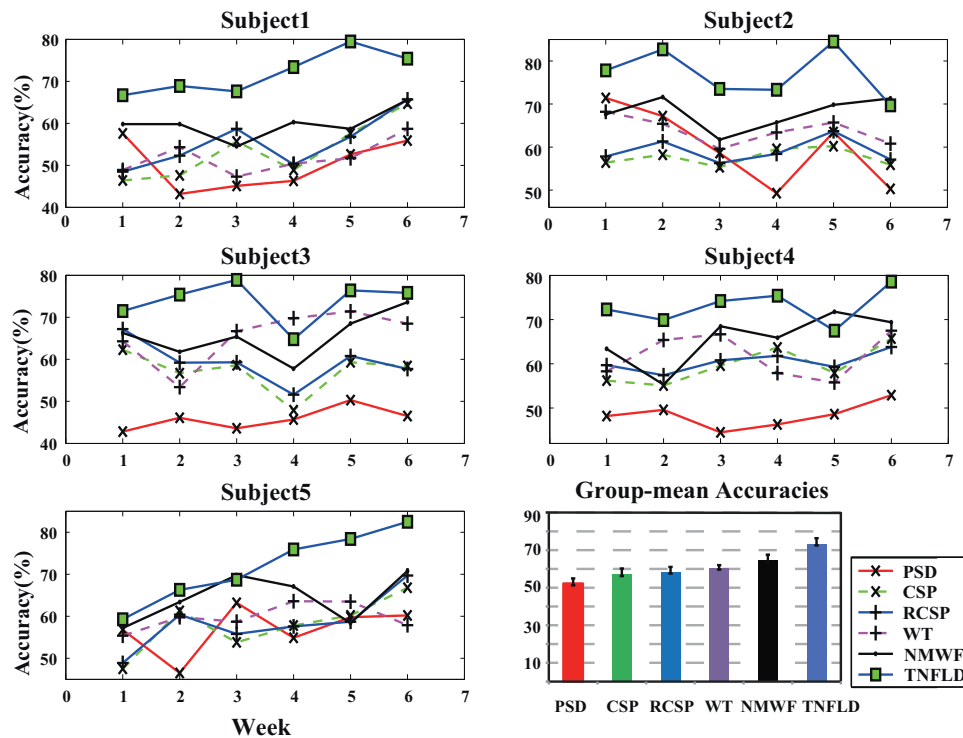 Subject1
Accuracy(%)
80
70
60
50
40
0 1 2 3 4 5 6 7
Subject2
80
70
60
50
0 1 2 3 4 5 6 7
Subject3
Accuracy(%)
80
70
60
50
40
0 1 2 3 4 5 6 7
Subject4
80
70
60
50
0 1 2 3 4 5 6 7
Subject5
Accuracy(%)
80
70
60
50
0 1 2 3 4 5 6 7
Week
Group-mean Accuracies
90
80
70
60
50
40
30
20
10
PSD CSP RCSP WT NMWF TNFLD
PSD
CSP
RCSP
WT
NMWF
TNFLD